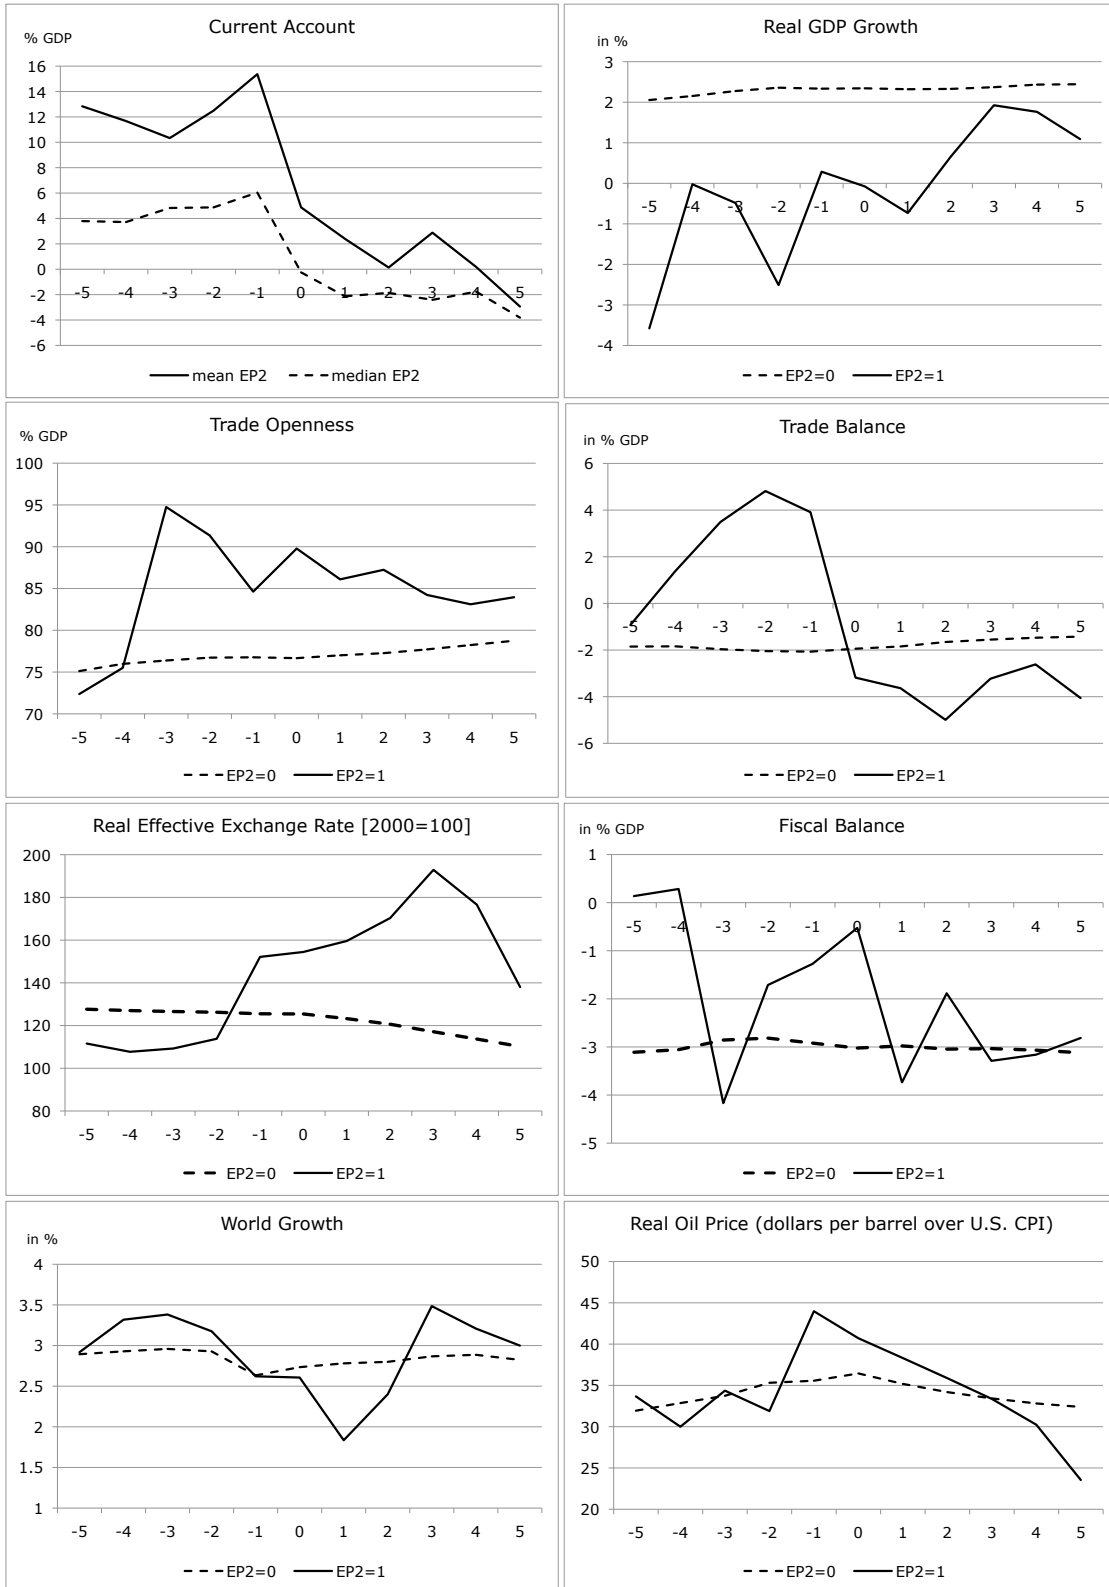 Current Account
% GDP
16
14
12
10
8
6
4
2
0
-2
-4
-6
-5 -4 -3 -2 -1 0 1 2 3 4 5
mean EP2 median EP2
Real GDP Growth
in %
3
2
1
0
-1
-2
-3
-4
-5 -4 -3 -2 -1 0 1 2 3 4 5
EP2=0 EP2=1
Trade Openness
% GDP
100
95
90
85
80
75
70
-5 -4 -3 -2 -1 0 1 2 3 4 5
EP2=0 EP2=1
Trade Balance
in % GDP
6
4
2
0
-2
-4
-6
-5 -4 -3 -2 -1 0 1 2 3 4 5
EP2=0 EP2=1
Real Effective Exchange Rate [2000=100]
200
180
160
140
120
100
80
-5 -4 -3 -2 -1 0 1 2 3 4 5
EP2=0 EP2=1
Fiscal Balance
in % GDP
1
0
-1
-2
-3
-4
-5
-5 -4 -3 -2 -1 0 1 2 3 4 5
EP2=0 EP2=1
World Growth
in %
4
3.5
3
2.5
2
1.5
1
-5 -4 -3 -2 -1 0 1 2 3 4 5
EP2=0 EP2=1
Real Oil Price (dollars per barrel over U.S. CPI)
50
45
40
35
30
25
20
-5 -4 -3 -2 -1 0 1 2 3 4 5
EP2=0 EP2=1